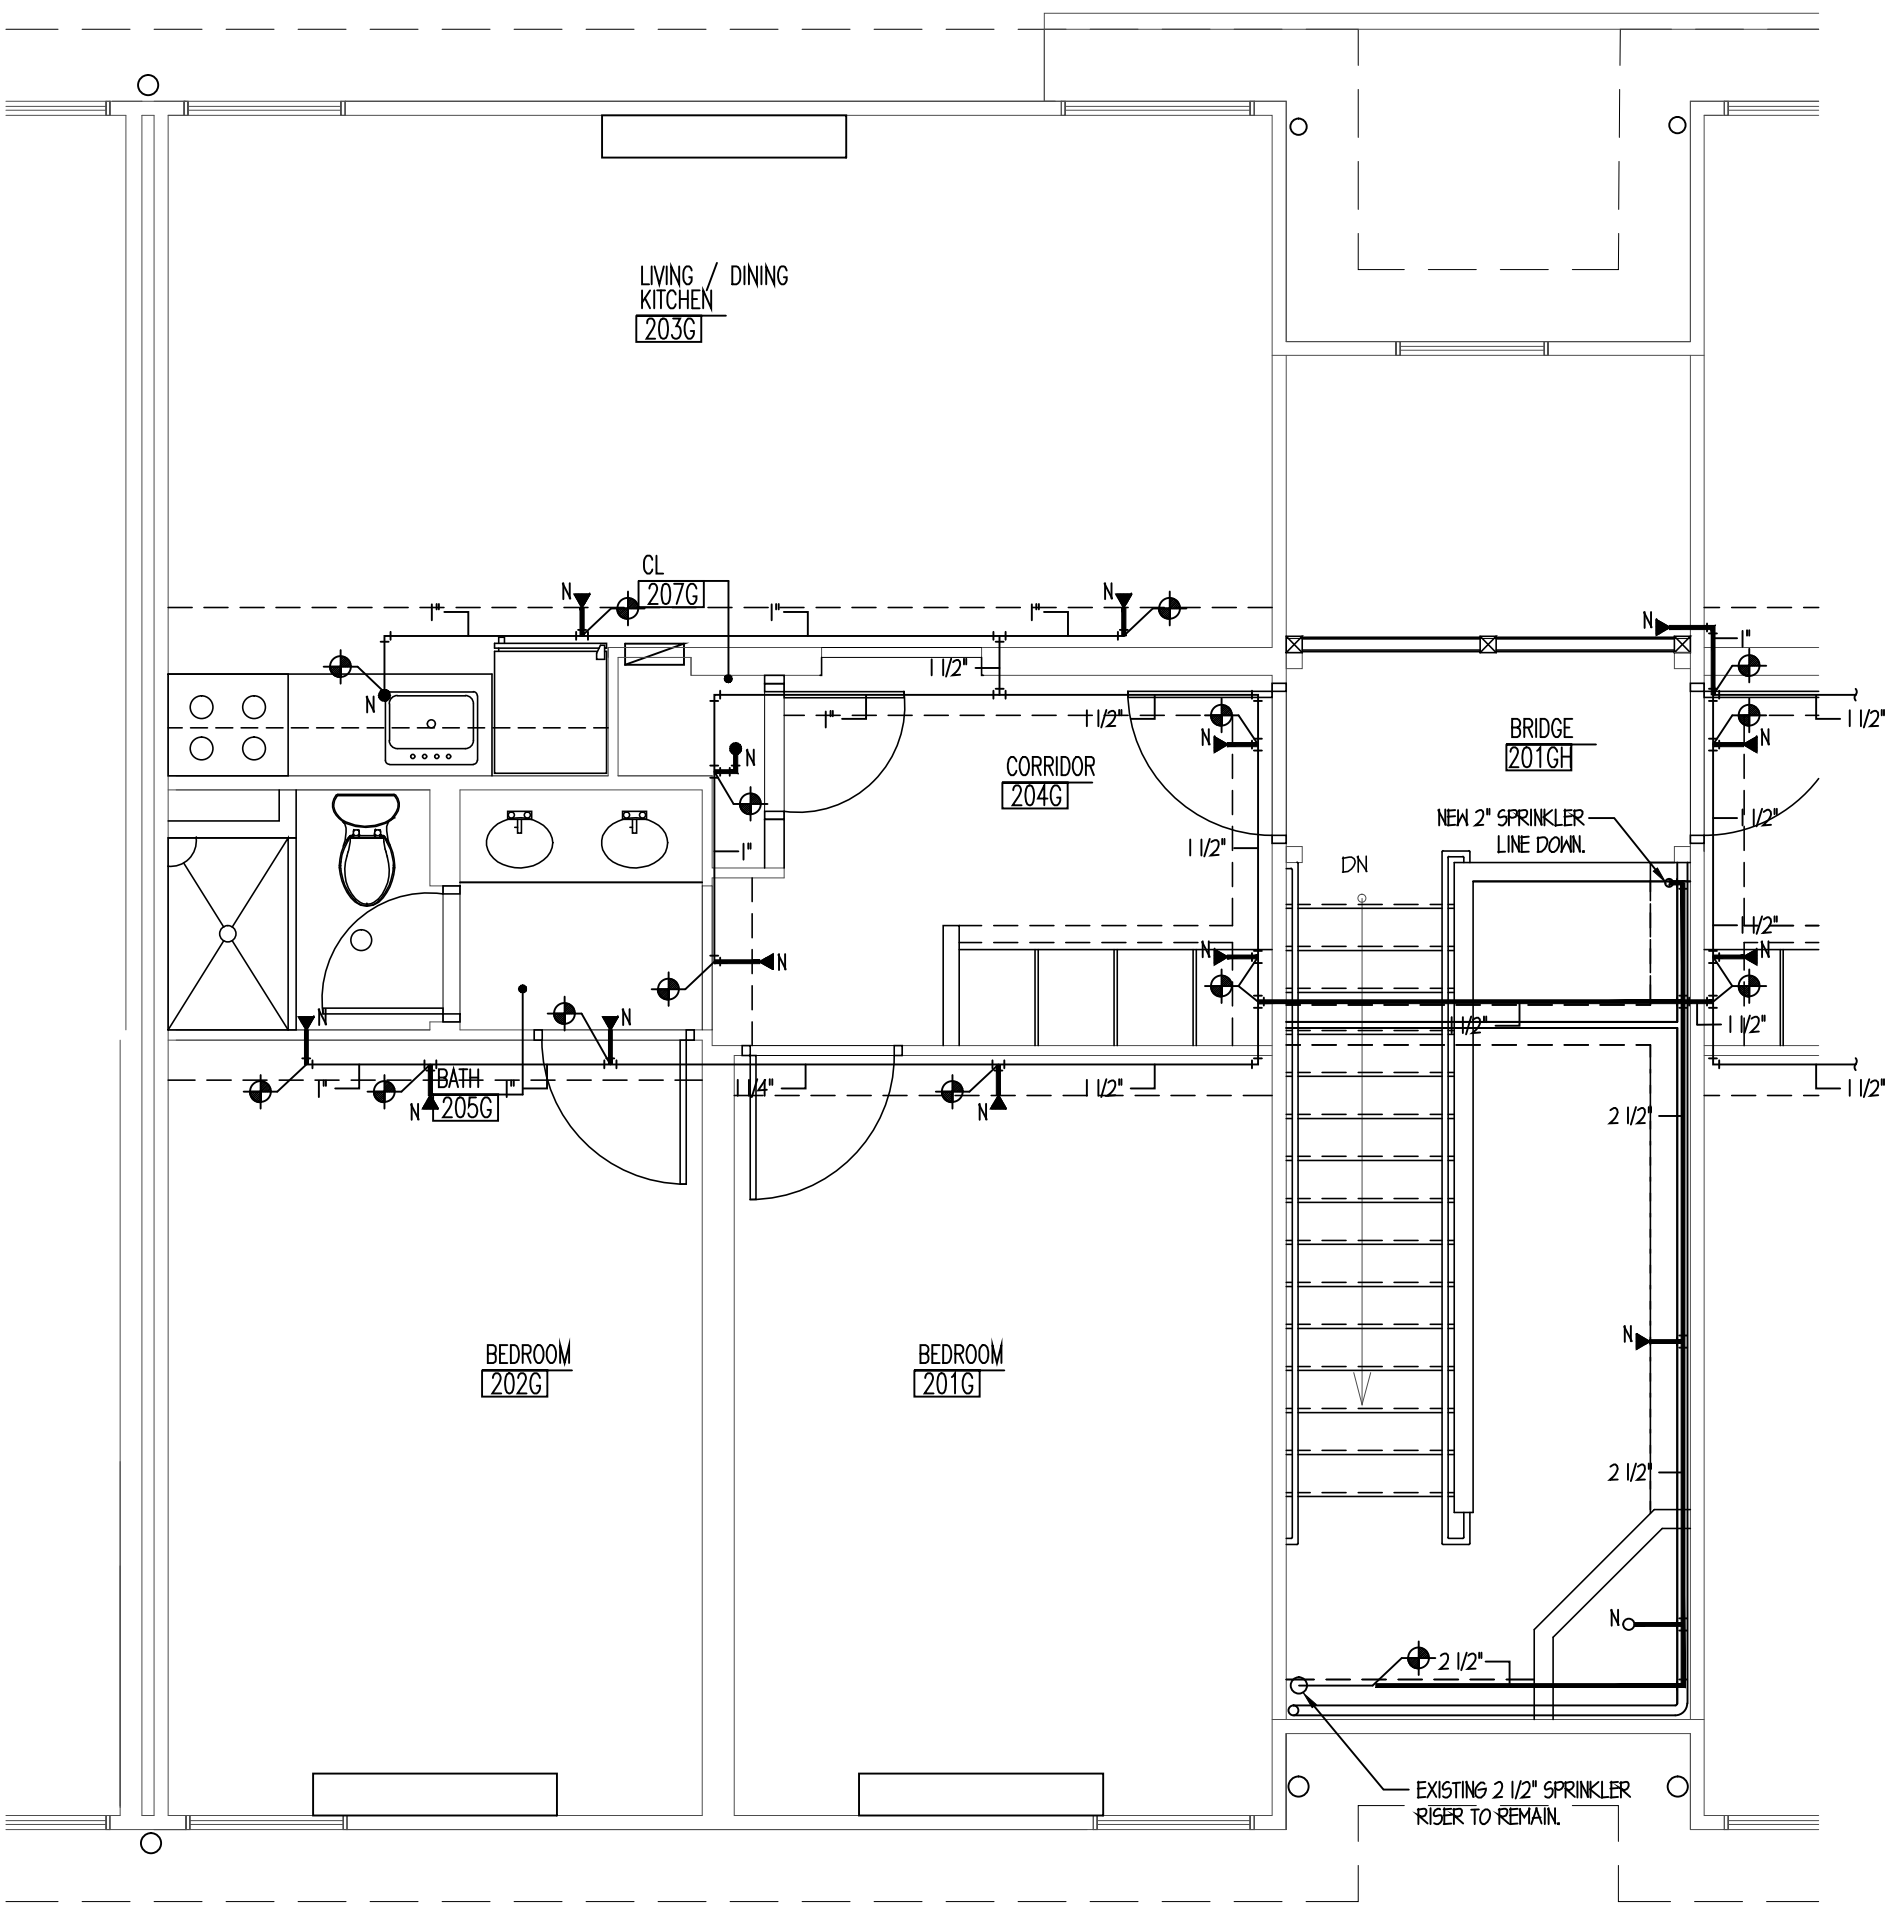 LIVING / DINING
KITCHEN
203G
CL
207G
N
N
1"
1"
1"
N
1"
1 1/2"
N
1"
1 1/2"
1 1/2"
N
N
N
BRIDGE
201GH
CORRIDOR
204G
NEW 2" SPRINKLER
LINE DOWN.
1 1/2"
1 1/2"
1"
DN
1 1/2"
N
N
N
N
N
1 1/2"
1 1/2"
1"
BATH
205G
1"
1 1/4"
1 1/2"
1 1/2"
N
N
2 1/2"
N
BEDROOM
202G
BEDROOM
201G
2 1/2"
N
2 1/2"
EXISTING 2 1/2" SPRINKLER
RISER TO REMAIN.